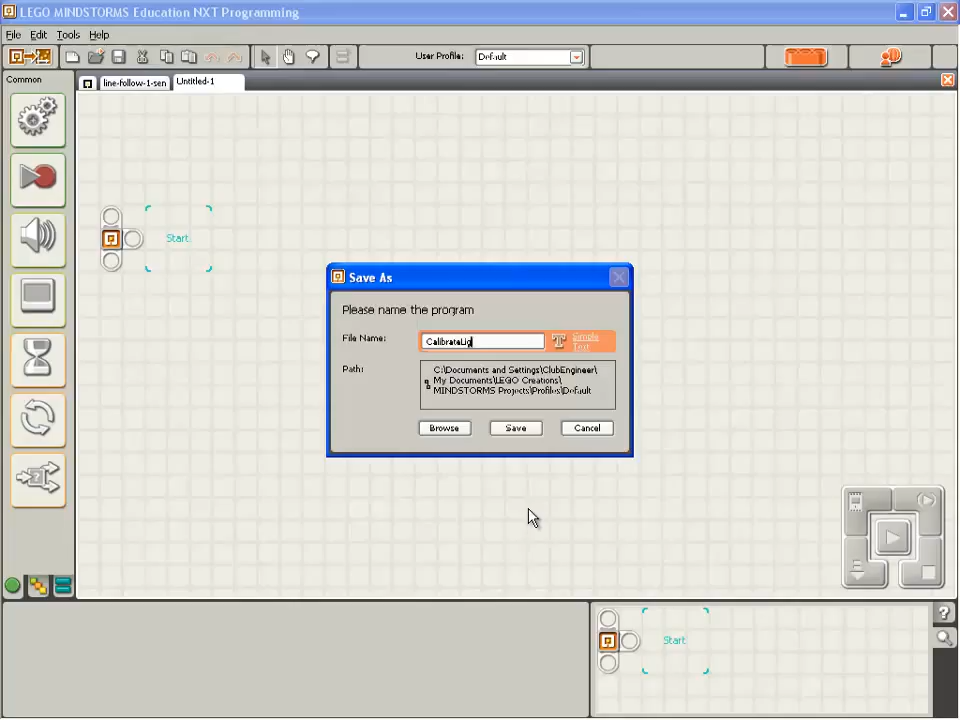 LEGO MINDSTORMS Education NXT Programming
File Edit Tools Help
User Profile: Default
Common
line-follow-1-sen Untitled-1
Start
Save As
Please name the program
File Name: CalibrateLig
T Simple Text
Path: C:\Documents and Settings\ClubEngineer\
My Documents\LEGO Creations\
MINDSTORMS Projects\Profiles\Default
Browse Save Cancel
Start
?